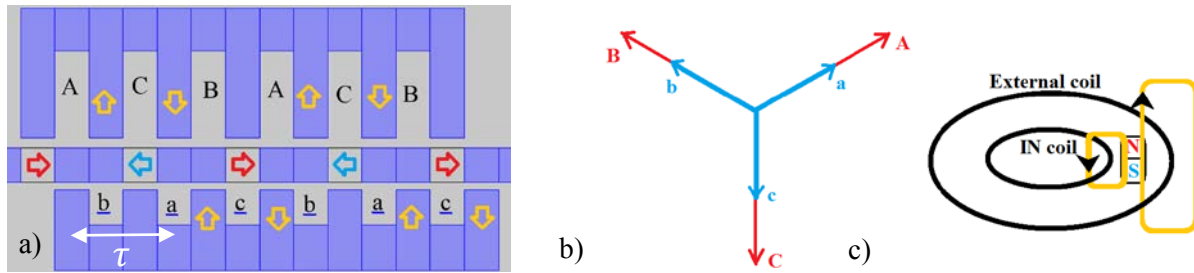 A C B A C B
b a c b a c
τ
a)
B A
b a
c
C
b)
External coil
IN coil
N
S
c)